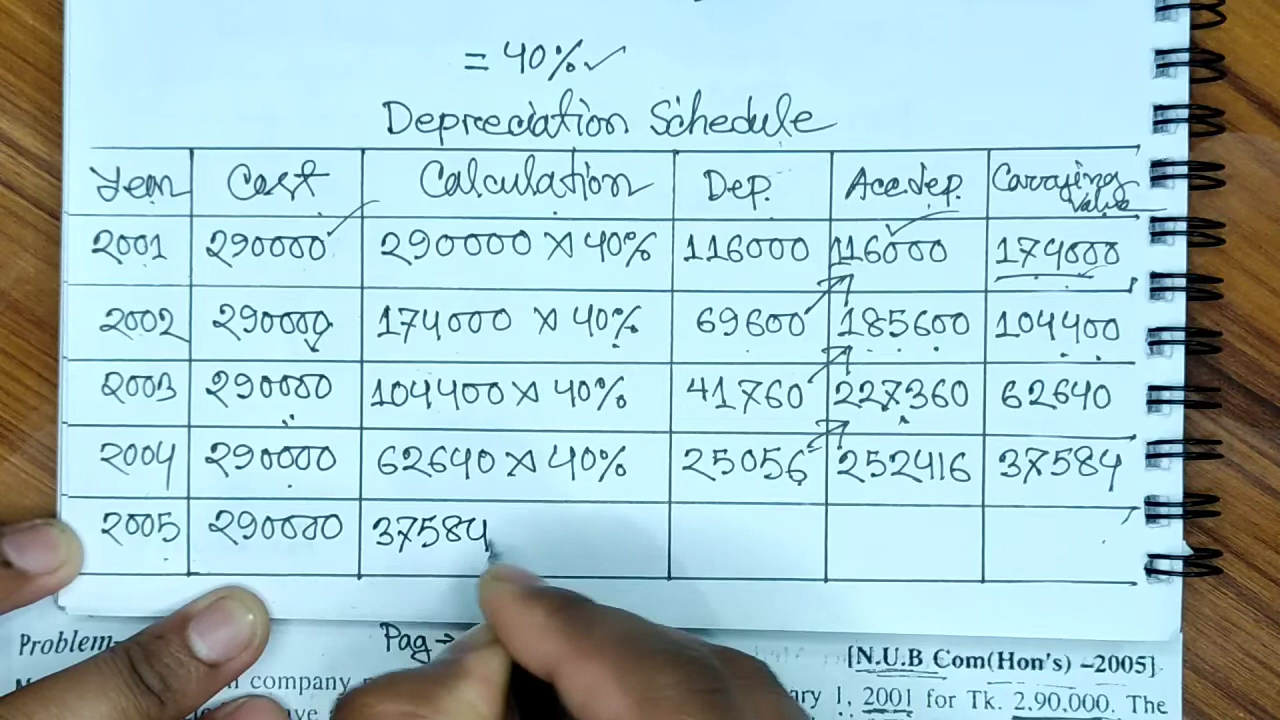 = 40% ✓
Depreciation Schedule
Year Cost Calculation Dep. Acc.dep. Carrying Value
2001 290000 290000 × 40% 116000 116000 174000
2002 290000 174000 × 40% 69600 185600 104400
2003 290000 104400 × 40% 41760 227360 62640
2004 290000 62640 × 40% 25056 252416 37584
2005 290000 37584
Problem- Pag → [N.U.B Com(Hon's) –2005]
company ary 1, 2001 for Tk. 2,90,000. The